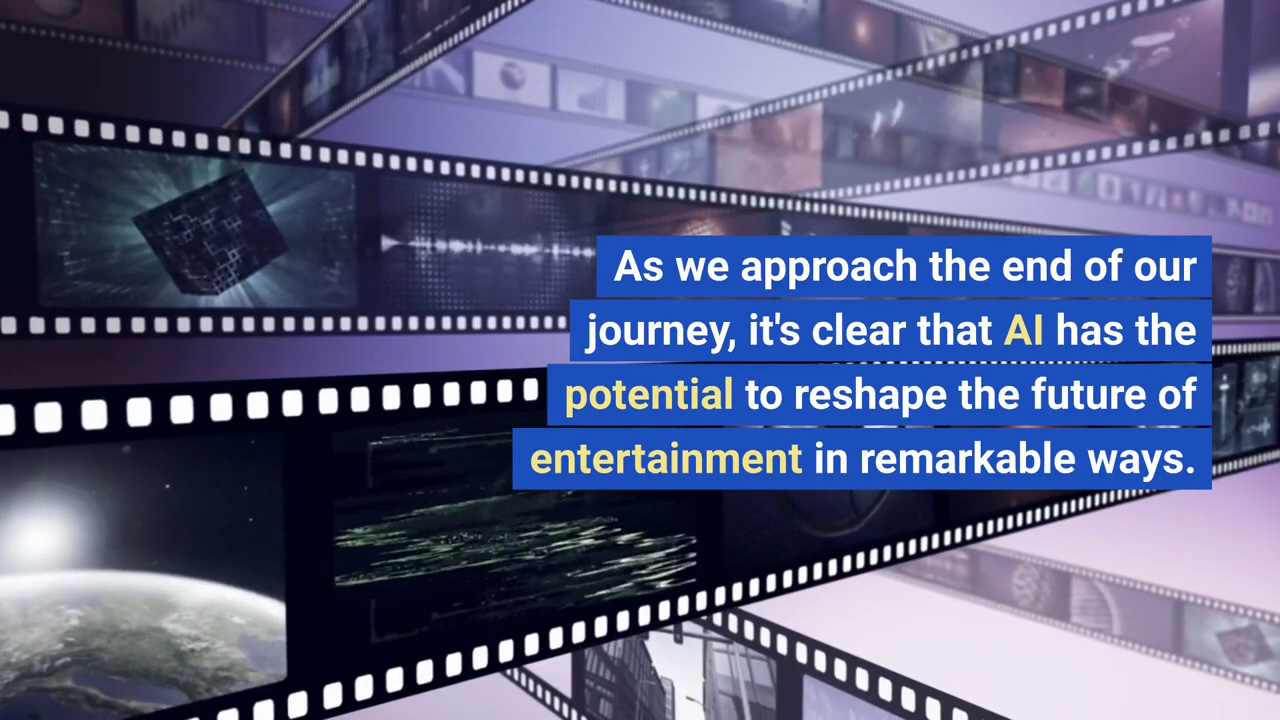 As we approach the end of our
journey, it's clear that AI has the
potential to reshape the future of
entertainment in remarkable ways.